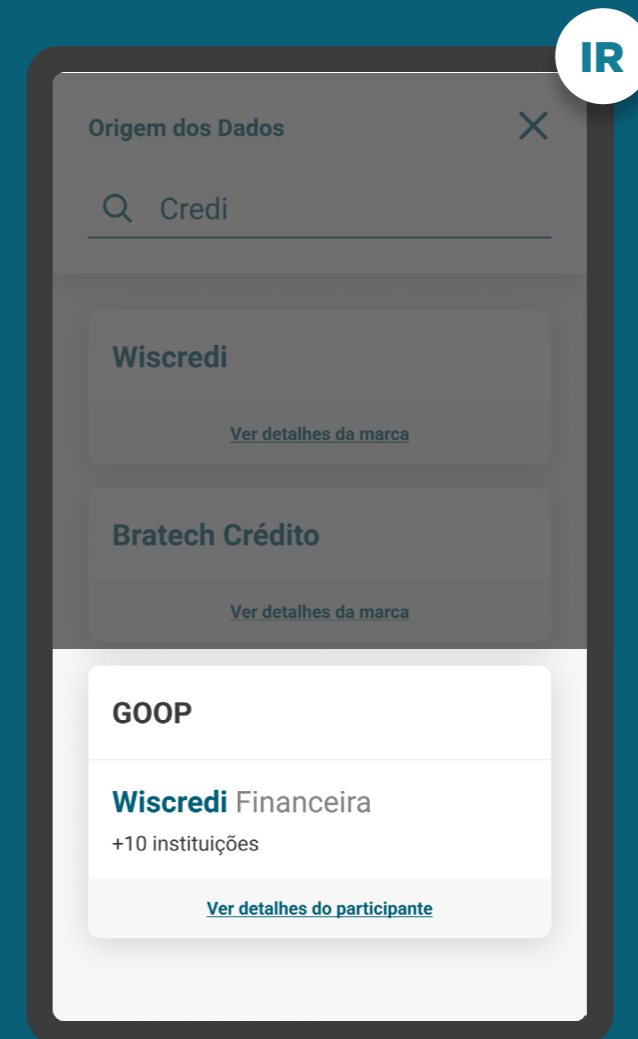 IR
Origem dos Dados
Credi
Wiscredi
Ver detalhes da marca
Bratech Crédito
Ver detalhes da marca
GOOP
Wiscredi Financeira
+10 instituições
Ver detalhes do participante